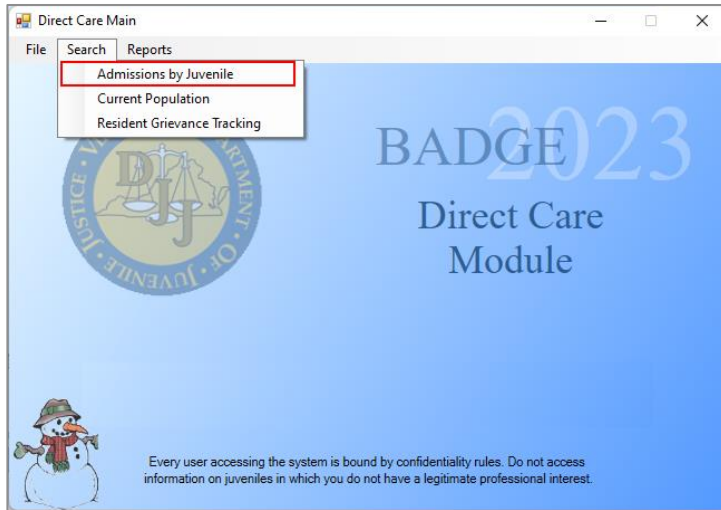 Direct Care Main
File Search Reports
Admissions by Juvenile
Current Population
Resident Grievance Tracking
DJJ
BADGE 2023
Direct Care
Module
Every user accessing the system is bound by confidentiality rules. Do not access
information on juveniles in which you do not have a legitimate professional interest.